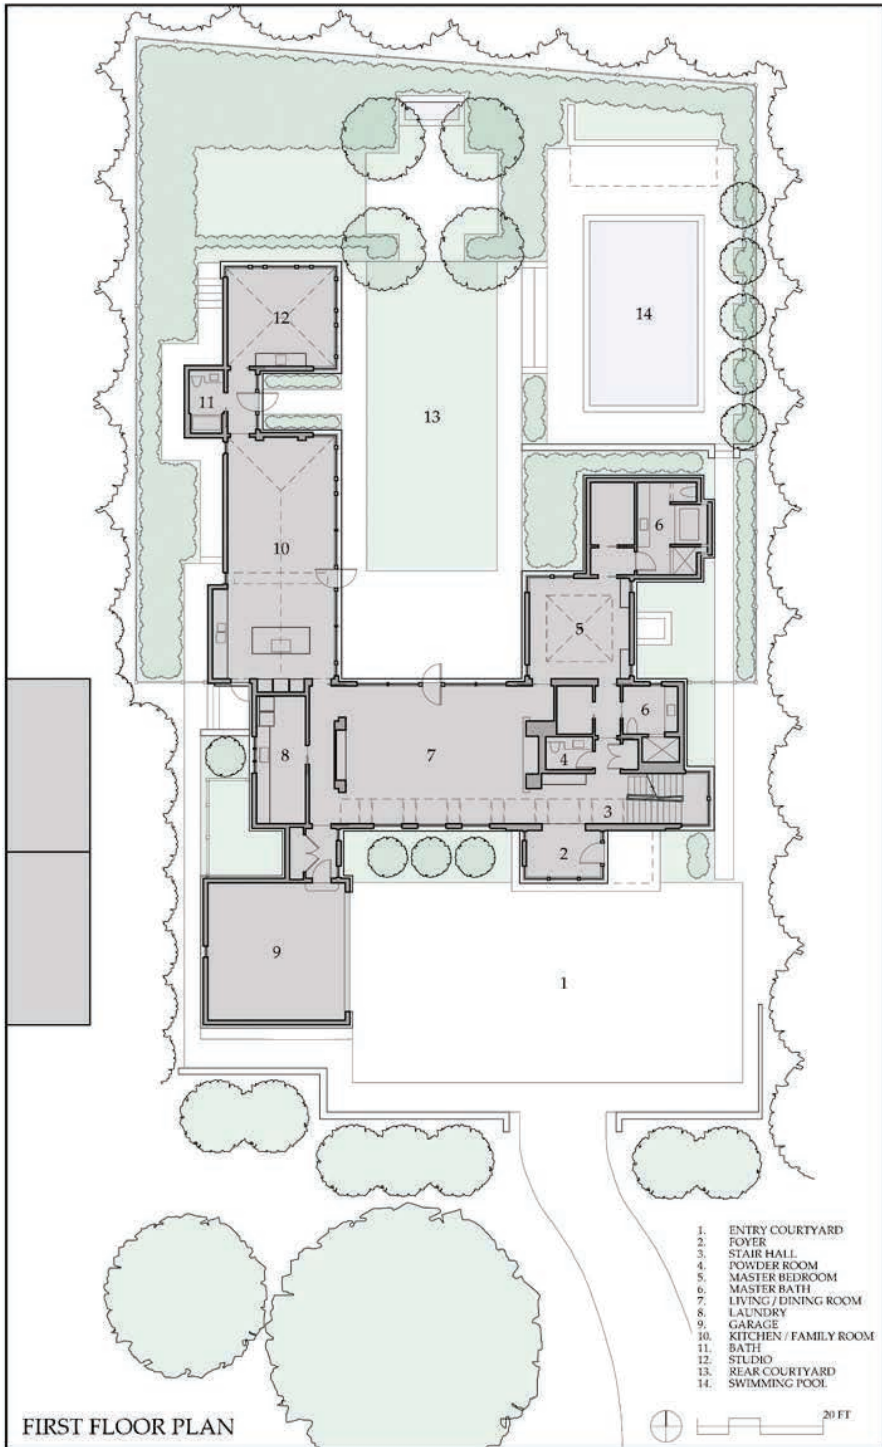 12
14
11
13
6
10
5
6
8
7
4
3
2
9
1
1. ENTRY COURTYARD
2. FOYER
3. STAIR HALL
4. POWDER ROOM
5. MASTER BEDROOM
6. MASTER BATH
7. LIVING / DINING ROOM
8. LAUNDRY
9. GARAGE
10. KITCHEN / FAMILY ROOM
11. BATH
12. STUDIO
13. REAR COURTYARD
14. SWIMMING POOL
FIRST FLOOR PLAN
20 FT